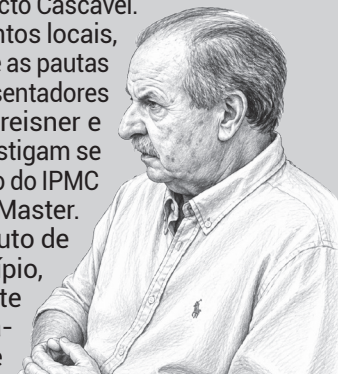 cto Cascavel.
ntos locais,
e as pautas
sentadores
reisner e
stigam se
o do IPMC
Master.
uto de
ípio,
te
-
e